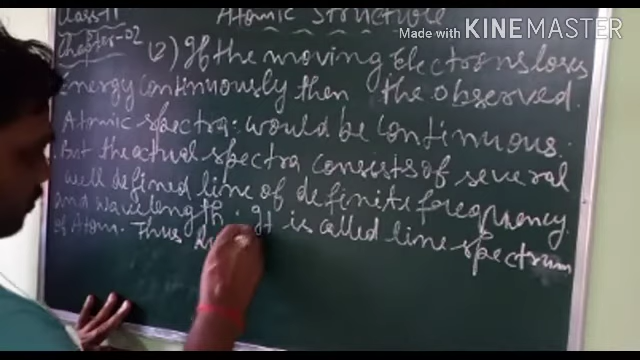 Class-11
Atomic Structure
Made with KINEMASTER
Chapter-02
(2) If the moving Electrons loses
Energy continuously then the observed.
Atomic spectra: would be continuous.
But the actual spectra consists of several
well defined line of definite frequency
and wavelength. It is called line spectrum
of Atom. Thus